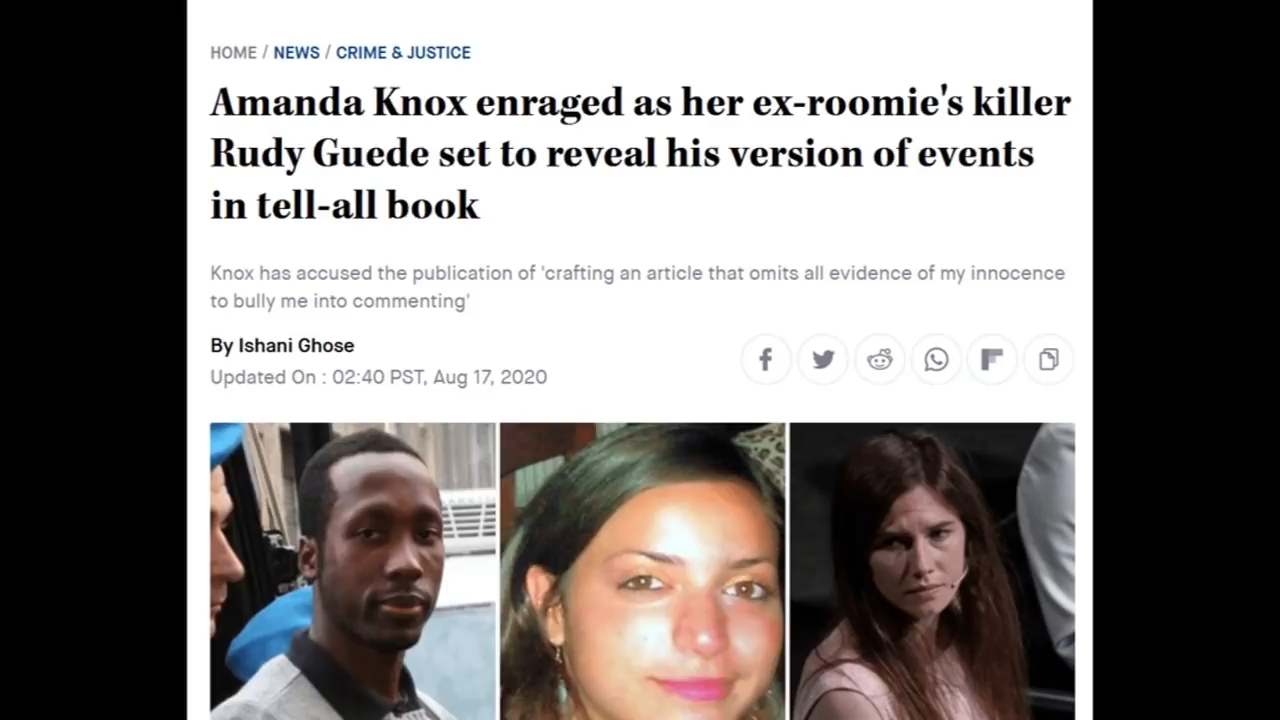 HOME / NEWS / CRIME & JUSTICE
Amanda Knox enraged as her ex-roomie's killer
Rudy Guede set to reveal his version of events
in tell-all book
Knox has accused the publication of 'crafting an article that omits all evidence of my innocence
to bully me into commenting'
By Ishani Ghose
Updated On : 02:40 PST, Aug 17, 2020